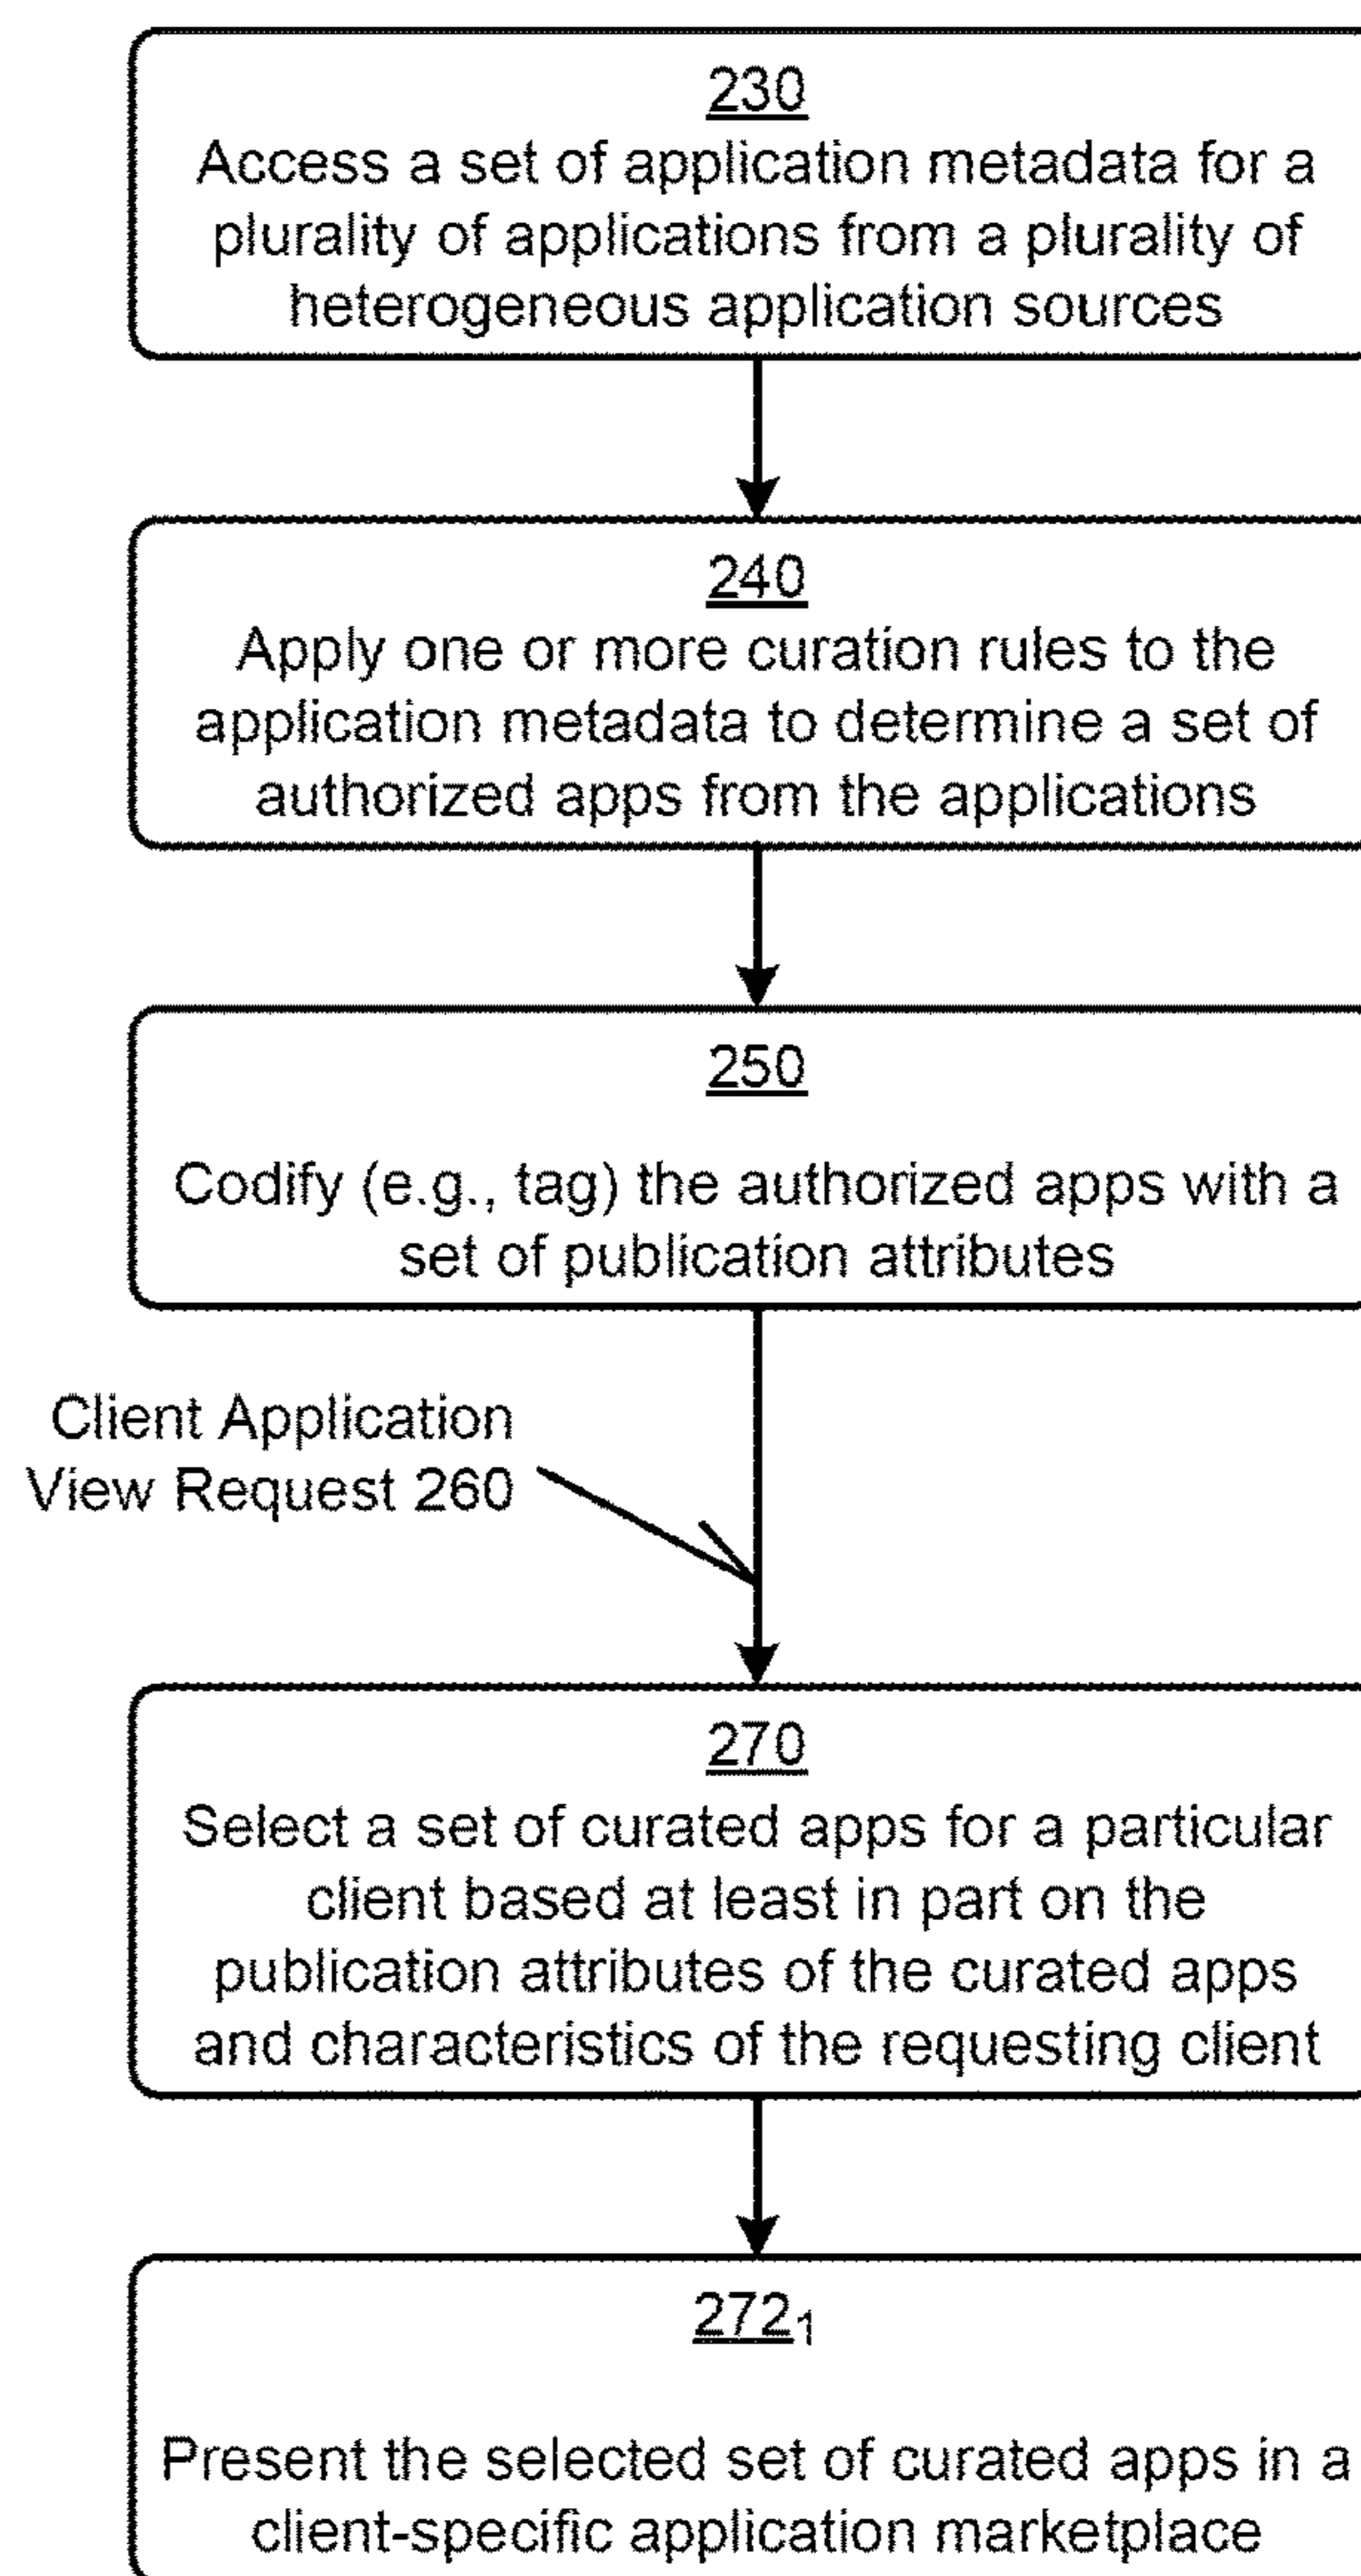 230
Access a set of application metadata for a
plurality of applications from a plurality of
heterogeneous application sources
240
Apply one or more curation rules to the
application metadata to determine a set of
authorized apps from the applications
250
Codify (e.g., tag) the authorized apps with a
set of publication attributes
Client Application
View Request 260
270
Select a set of curated apps for a particular
client based at least in part on the
publication attributes of the curated apps
and characteristics of the requesting client
272₁
Present the selected set of curated apps in a
client-specific application marketplace